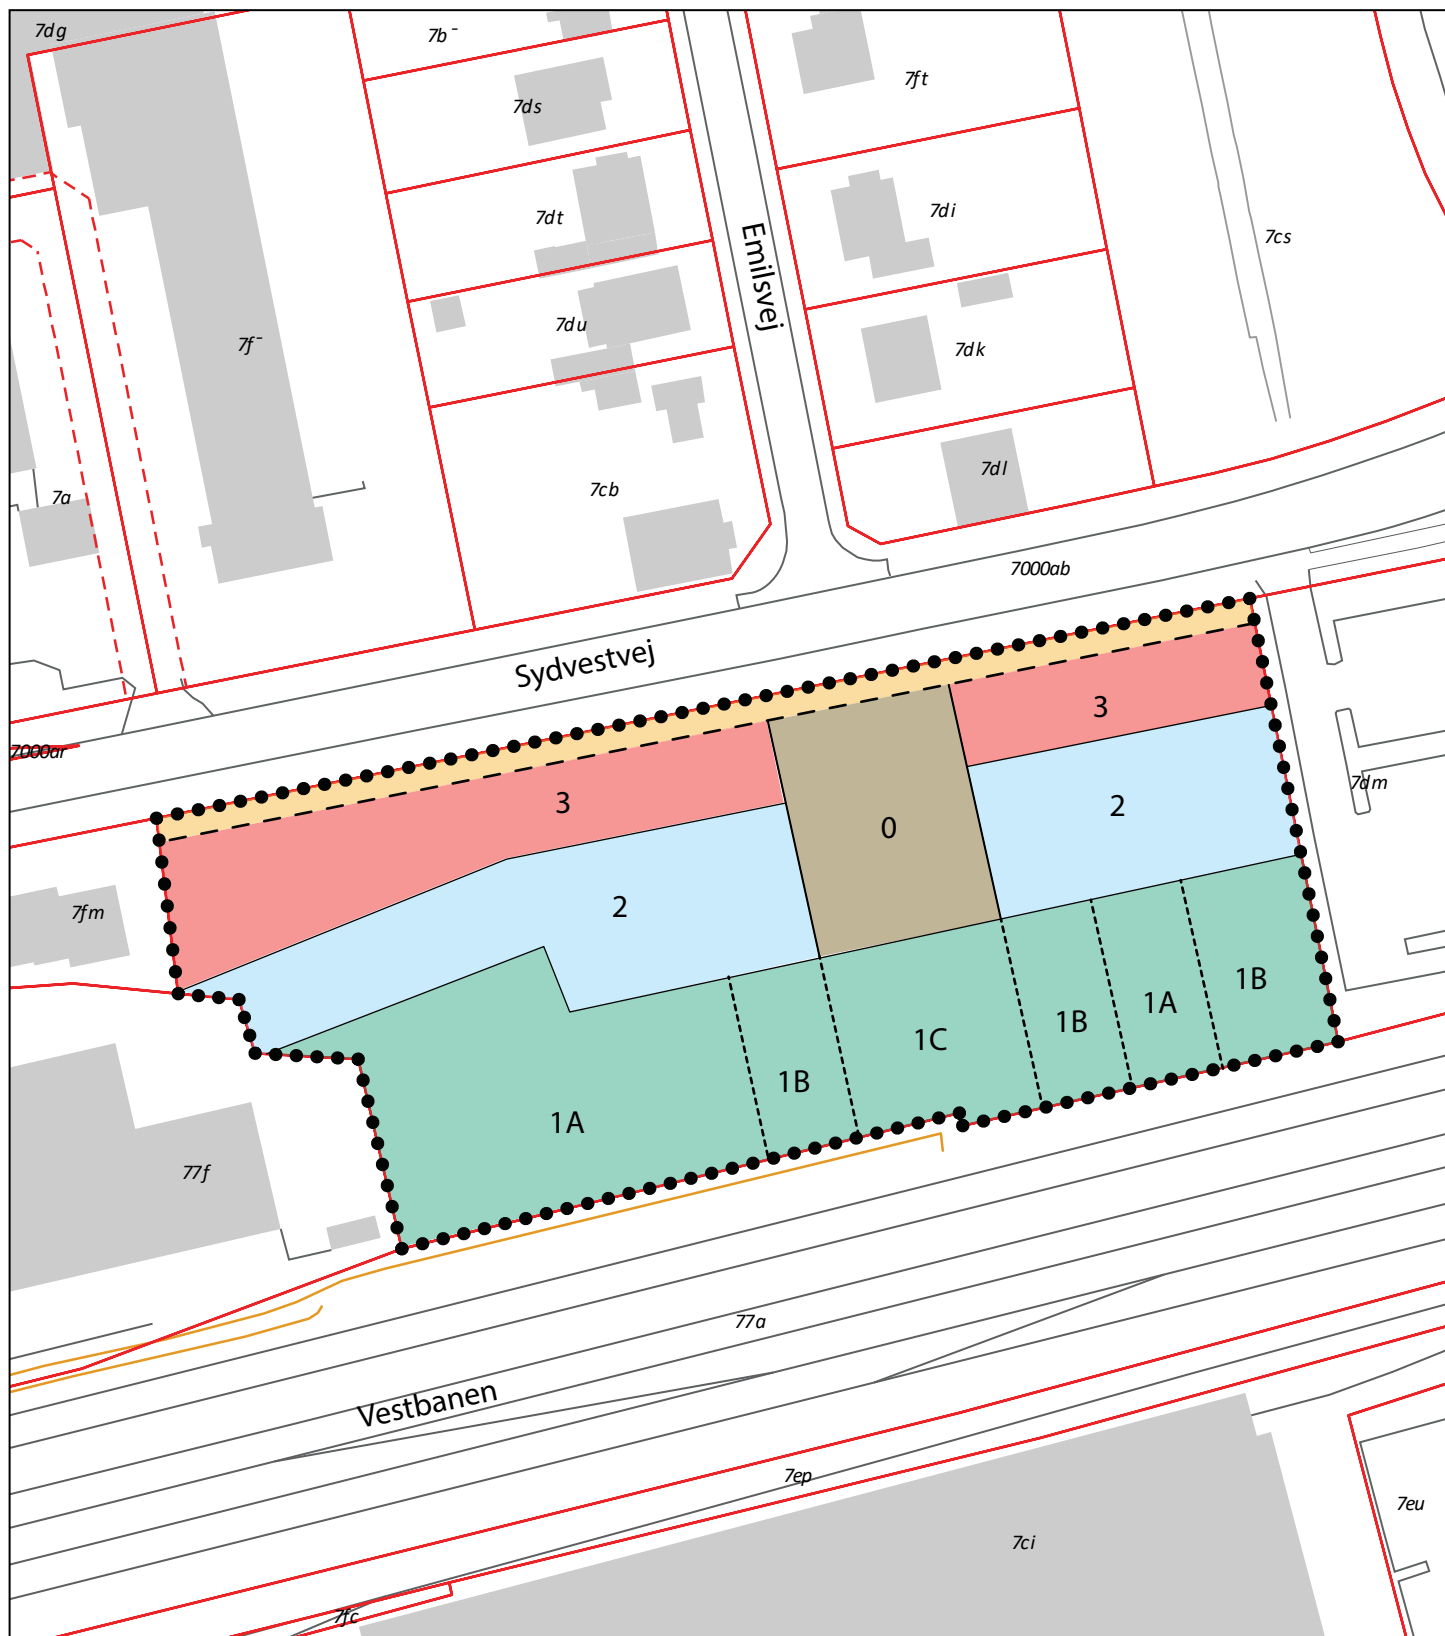 7dg
7b⁻
7ft
7ds
7dt
7di
7cs
Emilsvej
7du
7f⁻
7dk
7dl
7cb
7a
7000ab
Sydvestvej
3
7000ar
7dm
3
2
0
2
7fm
1B
1A
1B
1C
1B
1A
77f
77a
Vestbanen
7ep
7eu
7ci
7fc